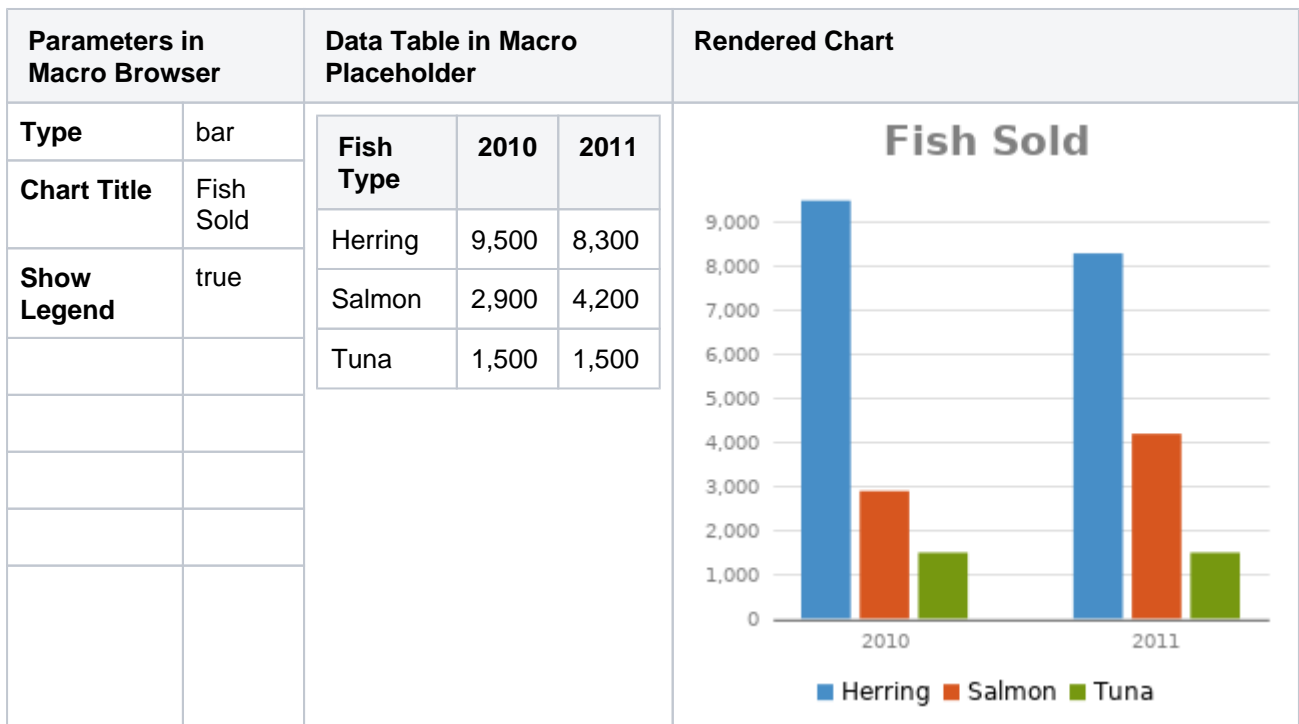 Parameters in
Macro Browser
Data Table in Macro
Placeholder
Rendered Chart
Type
bar
Chart Title
Fish
Sold
Show
Legend
true
Fish
Type
2010
2011
Herring
9,500
8,300
Salmon
2,900
4,200
Tuna
1,500
1,500
Fish Sold
9,000
8,000
7,000
6,000
5,000
4,000
3,000
2,000
1,000
0
2010
2011
Herring Salmon Tuna